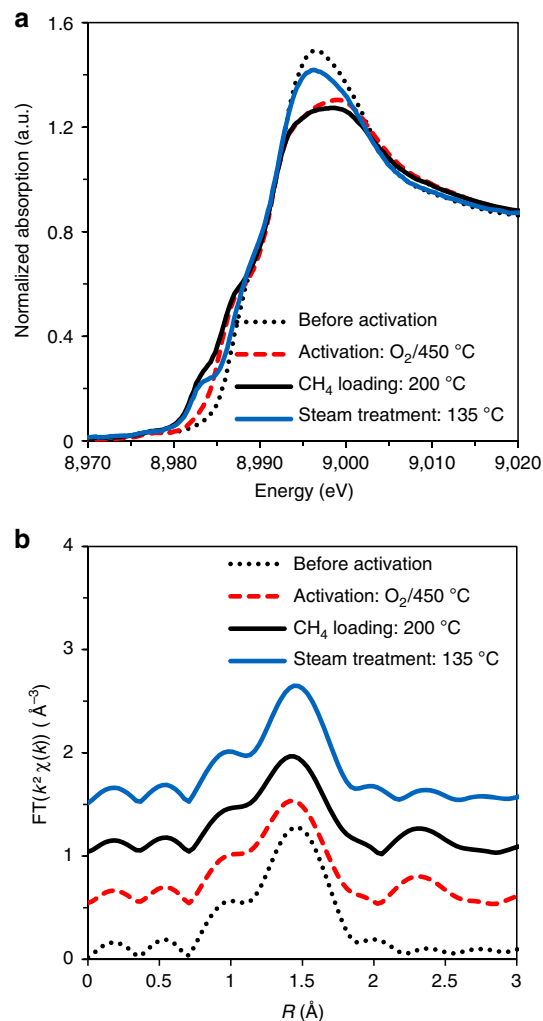 a
1.6
1.2
0.8
0.4
0
Normalized absorption (a.u.)
Before activation
Activation: O₂/450 °C
CH₄ loading: 200 °C
Steam treatment: 135 °C
8,970 8,980 8,990 9,000 9,010 9,020
Energy (eV)
b
4
3
2
1
0
FT(k² χ(k)) ( Å⁻³)
Before activation
Activation: O₂/450 °C
CH₄ loading: 200 °C
Steam treatment: 135 °C
0 0.5 1 1.5 2 2.5 3
R (Å)